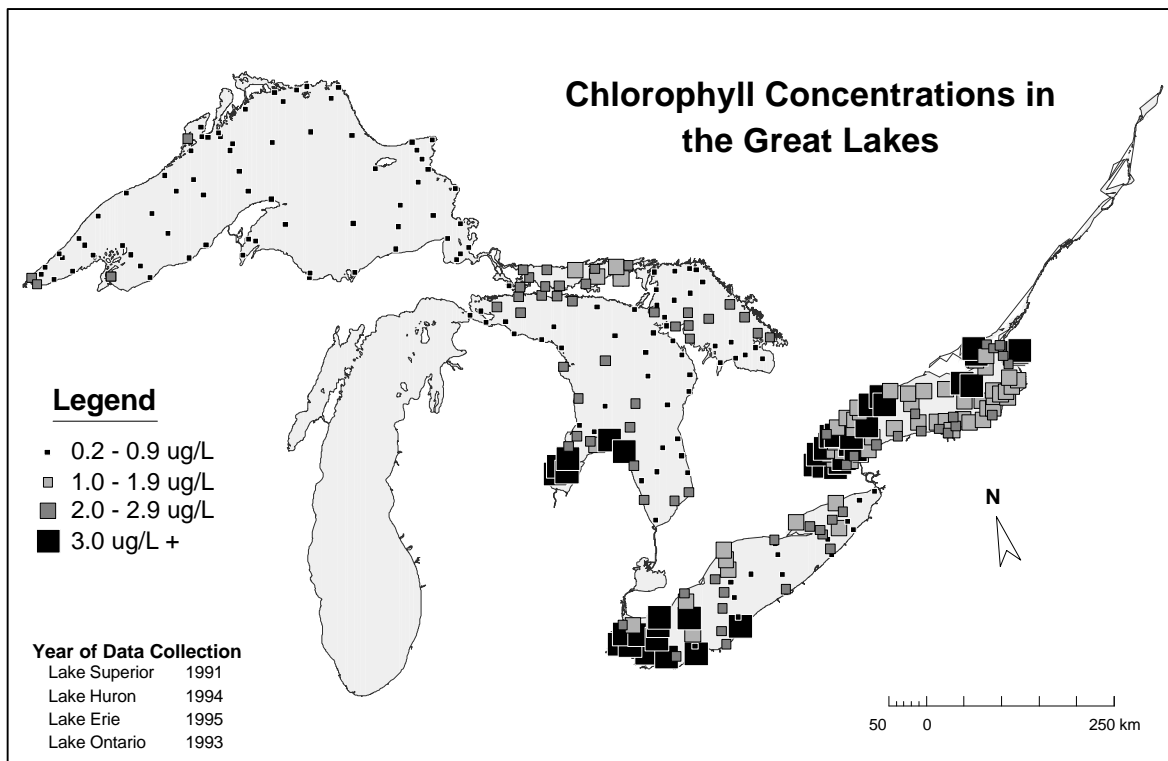 Chlorophyll Concentrations in
the Great Lakes
Legend
0.2 - 0.9 ug/L
1.0 - 1.9 ug/L
2.0 - 2.9 ug/L
3.0 ug/L +
N
Year of Data Collection
Lake Superior 1991
Lake Huron 1994
Lake Erie 1995
Lake Ontario 1993
50 0 250 km